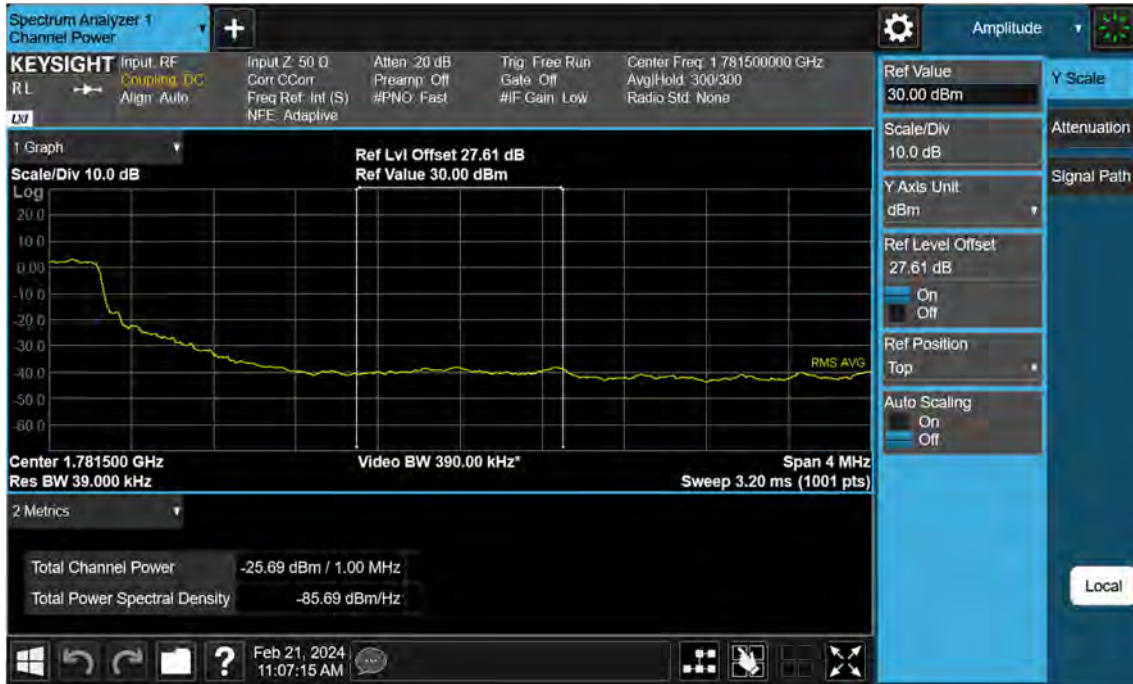 Spectrum Analyzer 1
Channel Power
+
Amplitude
KEYSIGHT
RL
LXI
Input: RF
Coupling: DC
Align: Auto
Input Z: 50 Ω
Corr CCorr
Freq Ref: Int (S)
NFE: Adaptive
Atten: 20 dB
Preamp: Off
#PNO: Fast
Trig: Free Run
Gate: Off
#IF Gain: Low
Center Freq: 1.781500000 GHz
Avg|Hold: 300/300
Radio Std: None
1 Graph
Scale/Div 10.0 dB
Ref Lvl Offset 27.61 dB
Ref Value 30.00 dBm
Log
20.0
10.0
0.00
-10.0
-20.0
-30.0
-40.0
-50.0
-60.0
RMS AVG
Center 1.781500 GHz
Video BW 390.00 kHz*
Span 4 MHz
Res BW 39.000 kHz
Sweep 3.20 ms (1001 pts)
2 Metrics
Total Channel Power
-25.69 dBm / 1.00 MHz
Total Power Spectral Density
-85.69 dBm/Hz
?
Feb 21, 2024
11:07:15 AM
Ref Value
30.00 dBm
Scale/Div
10.0 dB
Y Axis Unit
dBm
Ref Level Offset
27.61 dB
On
Off
Ref Position
Top
Auto Scaling
On
Off
Y Scale
Attenuation
Signal Path
Local